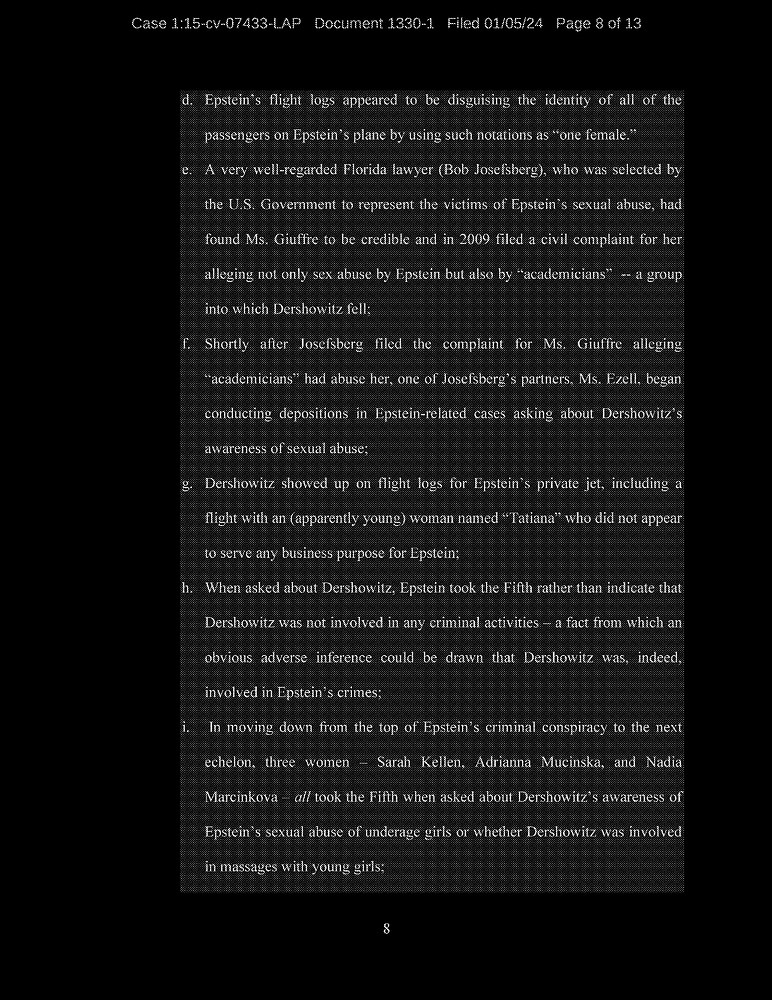 Case 1:15-cv-07433-LAP Document 1330-1 Filed 01/05/24 Page 8 of 13
d. Epstein's flight logs appeared to be disguising the identity of all of the
passengers on Epstein's plane by using such notations as “one female.”
e. A very well-regarded Florida lawyer (Bob Josefsberg), who was selected by
the U.S. Government to represent the victims of Epstein's sexual abuse, had
found Ms. Giuffre to be credible and in 2009 filed a civil complaint for her
alleging not only sex abuse by Epstein but also by “academicians” -- a group
into which Dershowitz fell;
f. Shortly after Josefsberg filed the complaint for Ms. Giuffre alleging
“academicians” had abuse her, one of Josefsberg's partners, Ms. Ezell, began
conducting depositions in Epstein-related cases asking about Dershowitz's
awareness of sexual abuse;
g. Dershowitz showed up on flight logs for Epstein's private jet, including a
flight with an (apparently young) woman named “Tatiana” who did not appear
to serve any business purpose for Epstein;
h. When asked about Dershowitz, Epstein took the Fifth rather than indicate that
Dershowitz was not involved in any criminal activities – a fact from which an
obvious adverse inference could be drawn that Dershowitz was, indeed,
involved in Epstein's crimes;
i. In moving down from the top of Epstein's criminal conspiracy to the next
echelon, three women – Sarah Kellen, Adrianna Mucinska, and Nadia
Marcinkova – all took the Fifth when asked about Dershowitz's awareness of
Epstein's sexual abuse of underage girls or whether Dershowitz was involved
in massages with young girls;
8